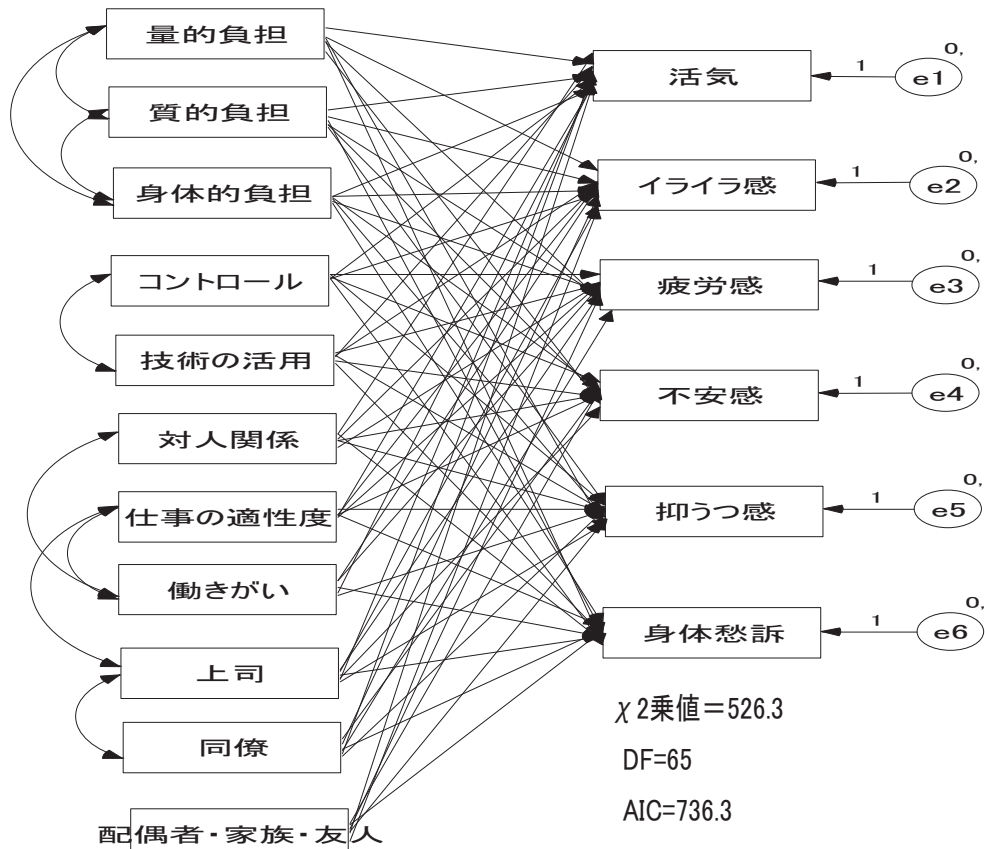 量的負担
質的負担
身体的負担
コントロール
技術の活用
対人関係
仕事の適性度
働きがい
上司
同僚
配偶者・家族・友人
活気
1
0,
e1
イライラ感
1
0,
e2
疲労感
1
0,
e3
不安感
1
0,
e4
抑うつ感
1
0,
e5
身体愁訴
1
0,
e6
χ2乗値＝526.3
DF=65
AIC=736.3